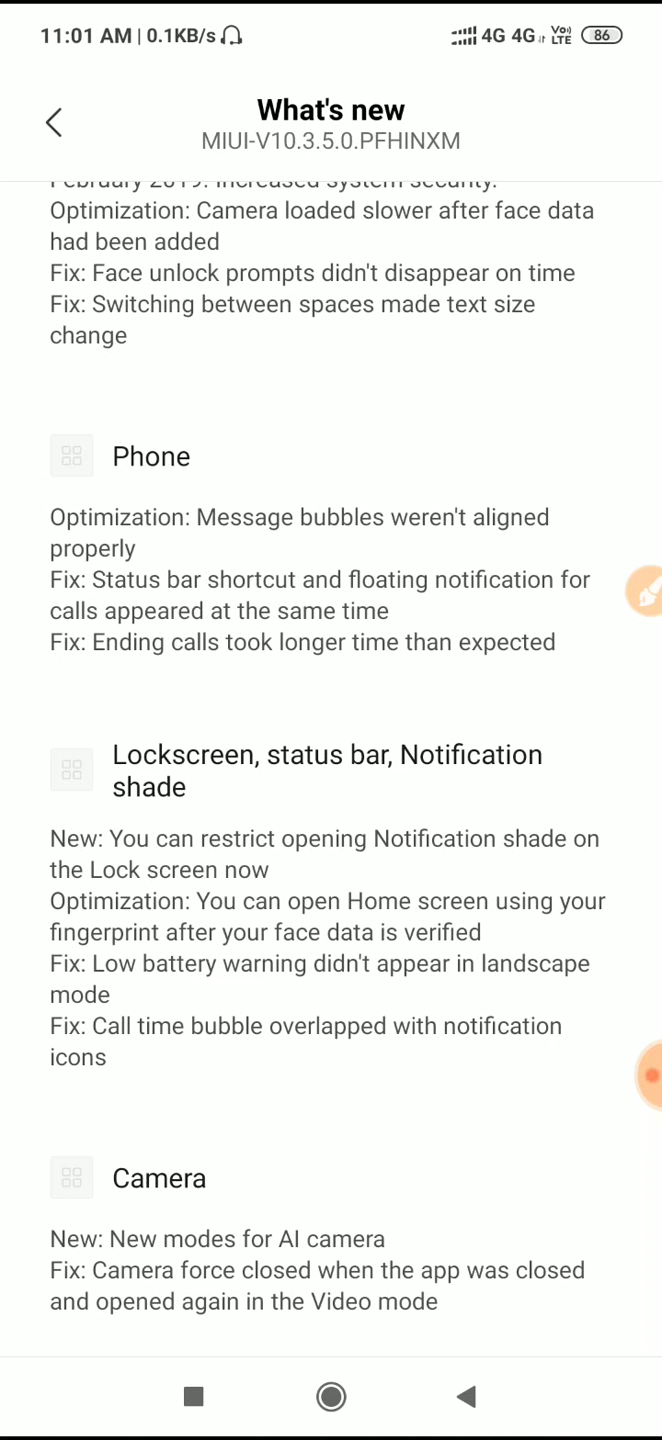 11:01 AM | 0.1KB/s
4G 4G Vo) LTE 86
What's new
MIUI-V10.3.5.0.PFHINXM
February 2019. Increased system security.
Optimization: Camera loaded slower after face data
had been added
Fix: Face unlock prompts didn't disappear on time
Fix: Switching between spaces made text size
change
Phone
Optimization: Message bubbles weren't aligned
properly
Fix: Status bar shortcut and floating notification for
calls appeared at the same time
Fix: Ending calls took longer time than expected
Lockscreen, status bar, Notification
shade
New: You can restrict opening Notification shade on
the Lock screen now
Optimization: You can open Home screen using your
fingerprint after your face data is verified
Fix: Low battery warning didn't appear in landscape
mode
Fix: Call time bubble overlapped with notification
icons
Camera
New: New modes for AI camera
Fix: Camera force closed when the app was closed
and opened again in the Video mode